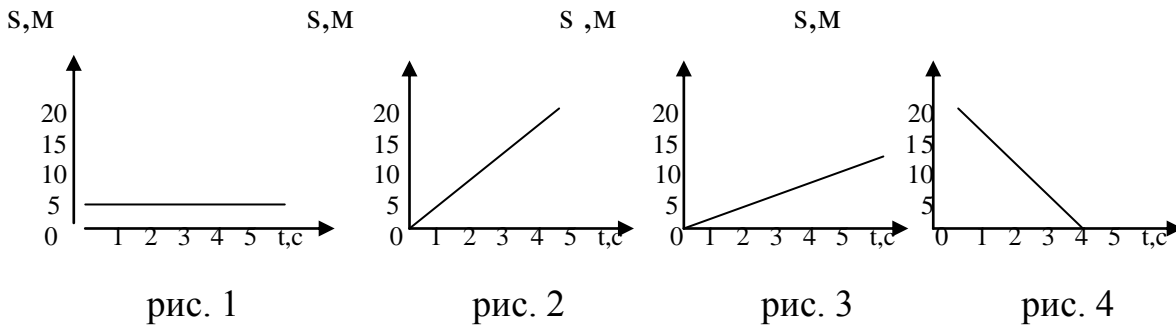 s,м s,м s ,м s,м
20 20 20 20
15 15 15 15
10 10 10 10
5 5 5 5
0 1 2 3 4 5 t,c 0 1 2 3 4 5 t,c 0 1 2 3 4 5 t,c 0 1 2 3 4 5 t,c
рис. 1 рис. 2 рис. 3 рис. 4